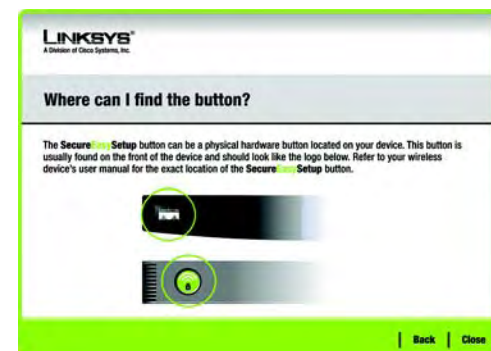 LINKSYS®
A Division of Cisco Systems, Inc.
Where can I find the button?
The SecureEasySetup button can be a physical hardware button located on your device. This button is
usually found on the front of the device and should look like the logo below. Refer to your wireless
device's user manual for the exact location of the SecureEasySetup button.
Back | Close